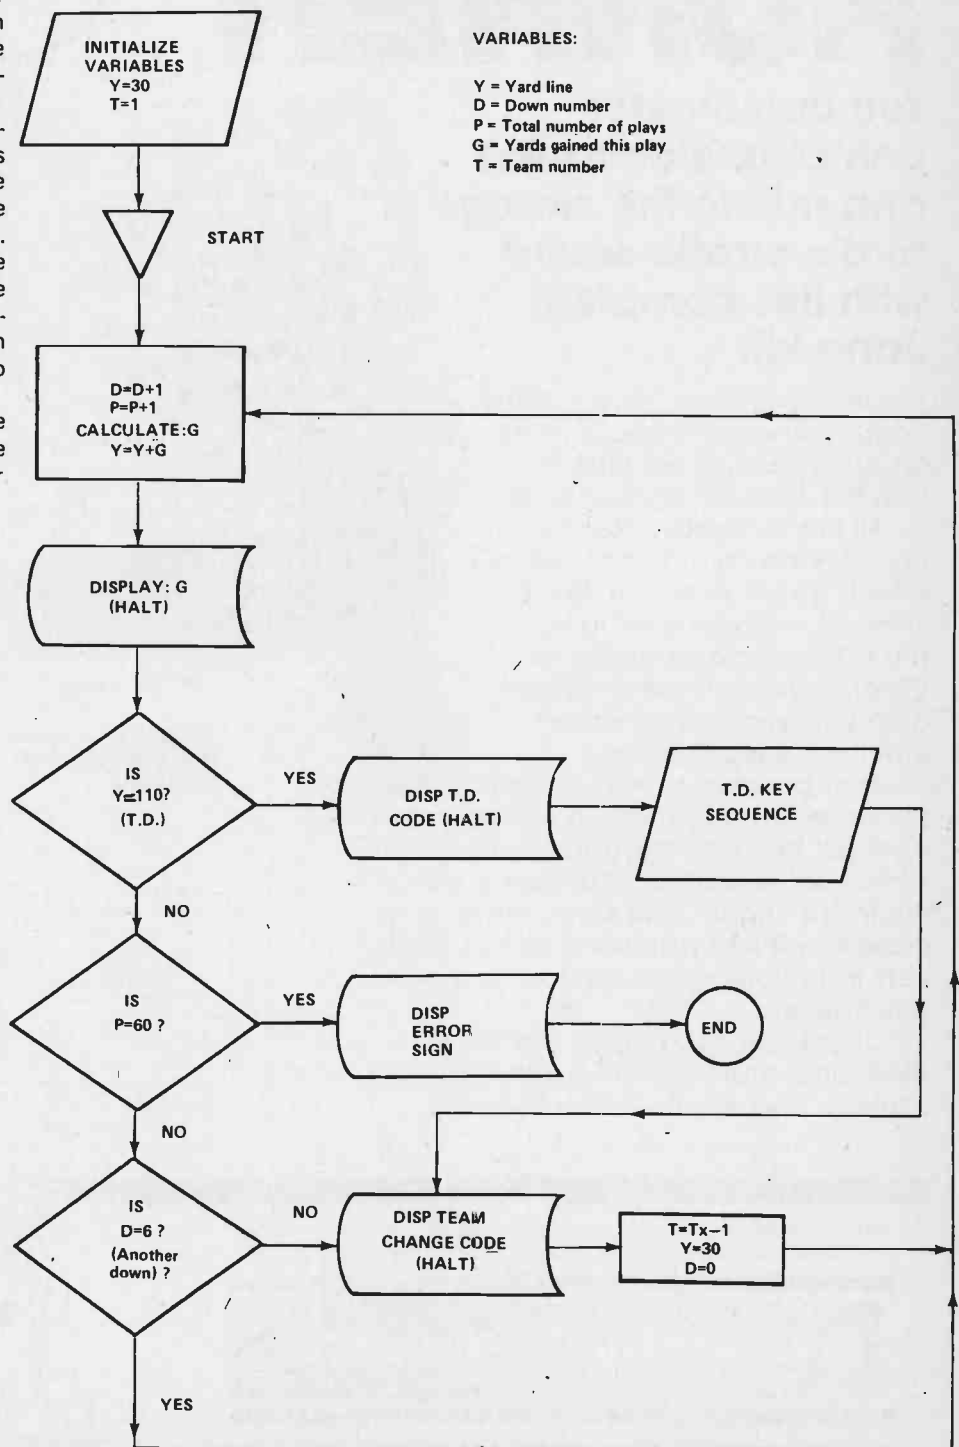 INITIALIZE
VARIABLES
Y=30
T=1
VARIABLES:
Y = Yard line
D = Down number
P = Total number of plays
G = Yards gained this play
T = Team number
START
D=D+1
P=P+1
CALCULATE:G
Y=Y+G
DISPLAY: G
(HALT)
IS
Y≥110?
(T.D.)
YES
DISP T.D.
CODE (HALT)
T.D. KEY
SEQUENCE
NO
IS
P=60 ?
YES
DISP
ERROR
SIGN
END
NO
IS
D=6 ?
(Another
down) ?
NO
DISP TEAM
CHANGE CODE
(HALT)
T=Tx−1
Y=30
D=0
YES